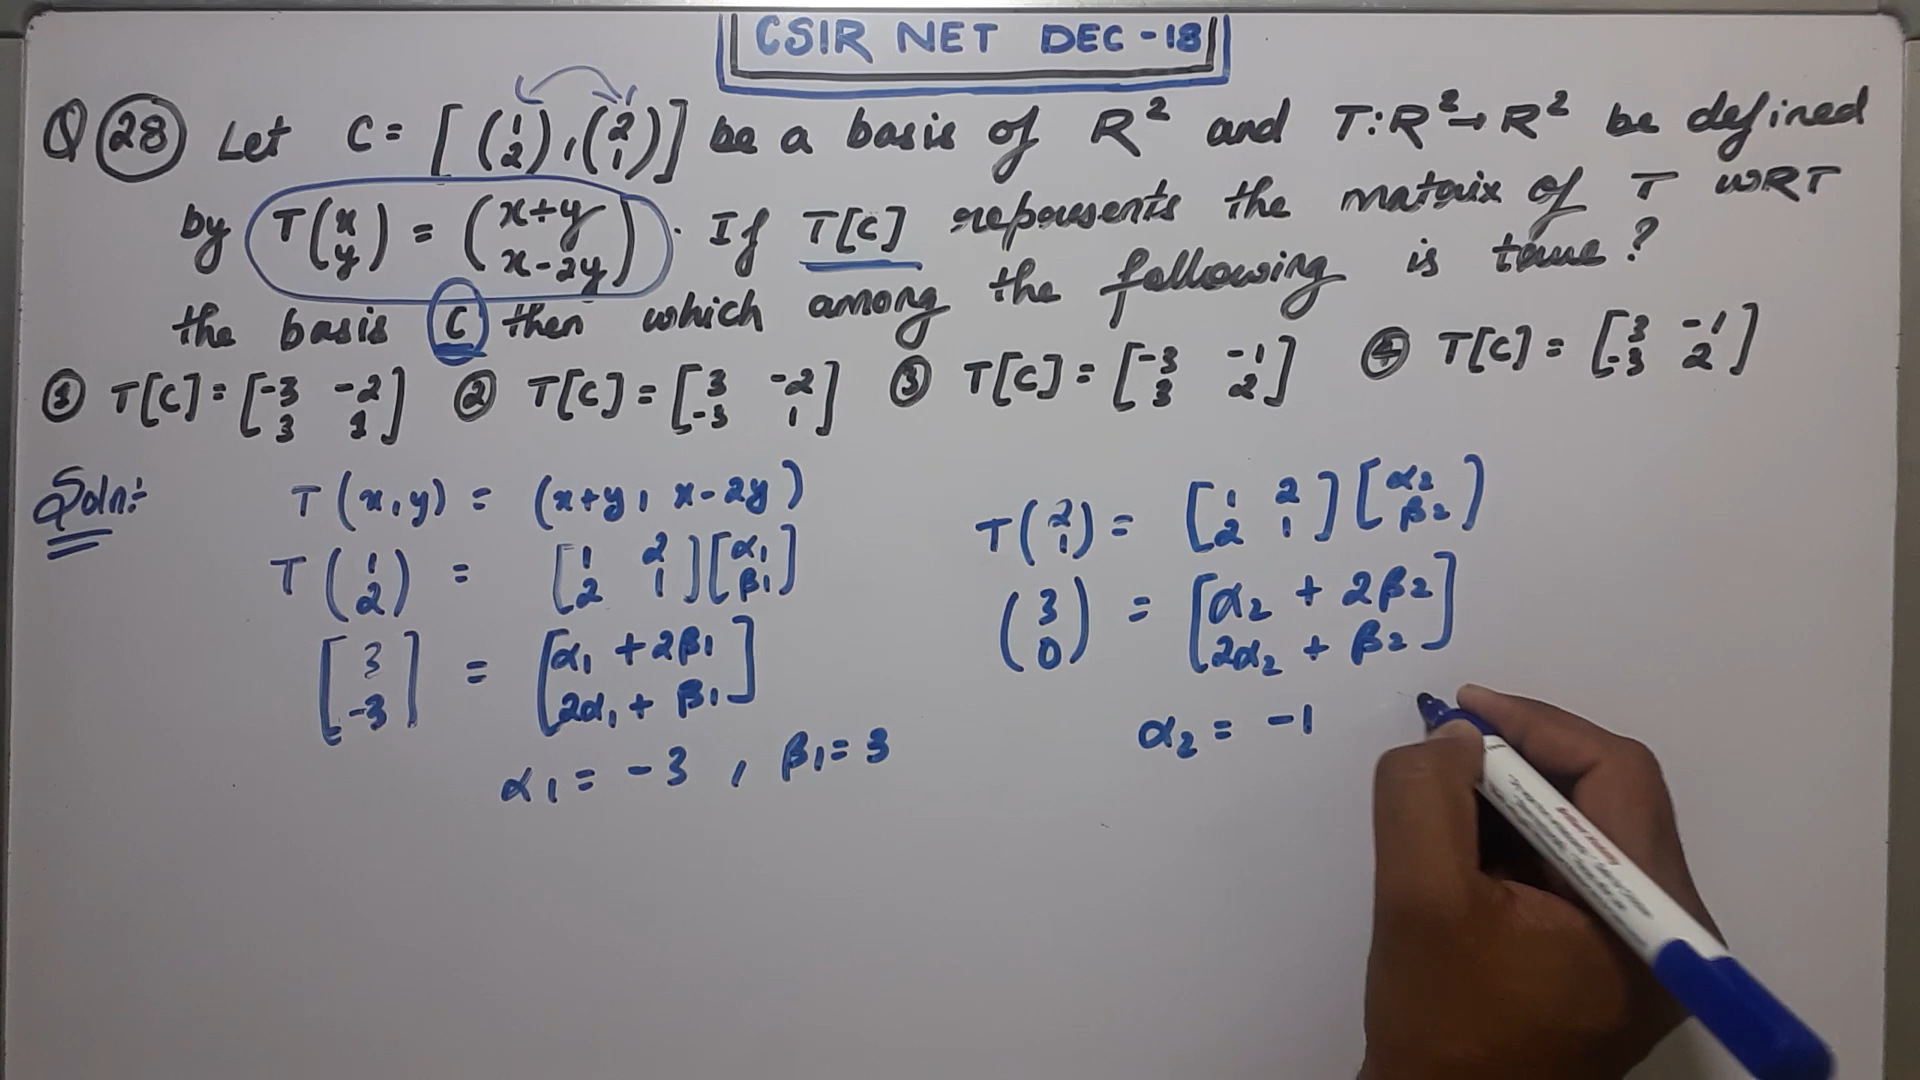 CSIR NET DEC-18
Q 28 Let C = [(1 2), (2 1)] be a basis of R² and T:R²→R² be defined
by T(x y) = (x+y x-2y). If T[C] represents the matrix of T WRT
the basis C then which among the following is true?
① T[C] = [-3 -2 3 1] ② T[C] = [3 -2 -3 1] ③ T[C] = [-3 -1 3 2] ④ T[C] = [3 -1 -3 2]
Soln:
T(x,y) = (x+y, x-2y)
T(1 2) = [1 2 2 1][α₁ β₁]
[3 -3] = [α₁ + 2β₁ 2α₁ + β₁]
α₁ = -3, β₁ = 3
T(2 1) = [1 2 2 1][α₂ β₂]
(3 0) = [α₂ + 2β₂ 2α₂ + β₂]
α₂ = -1